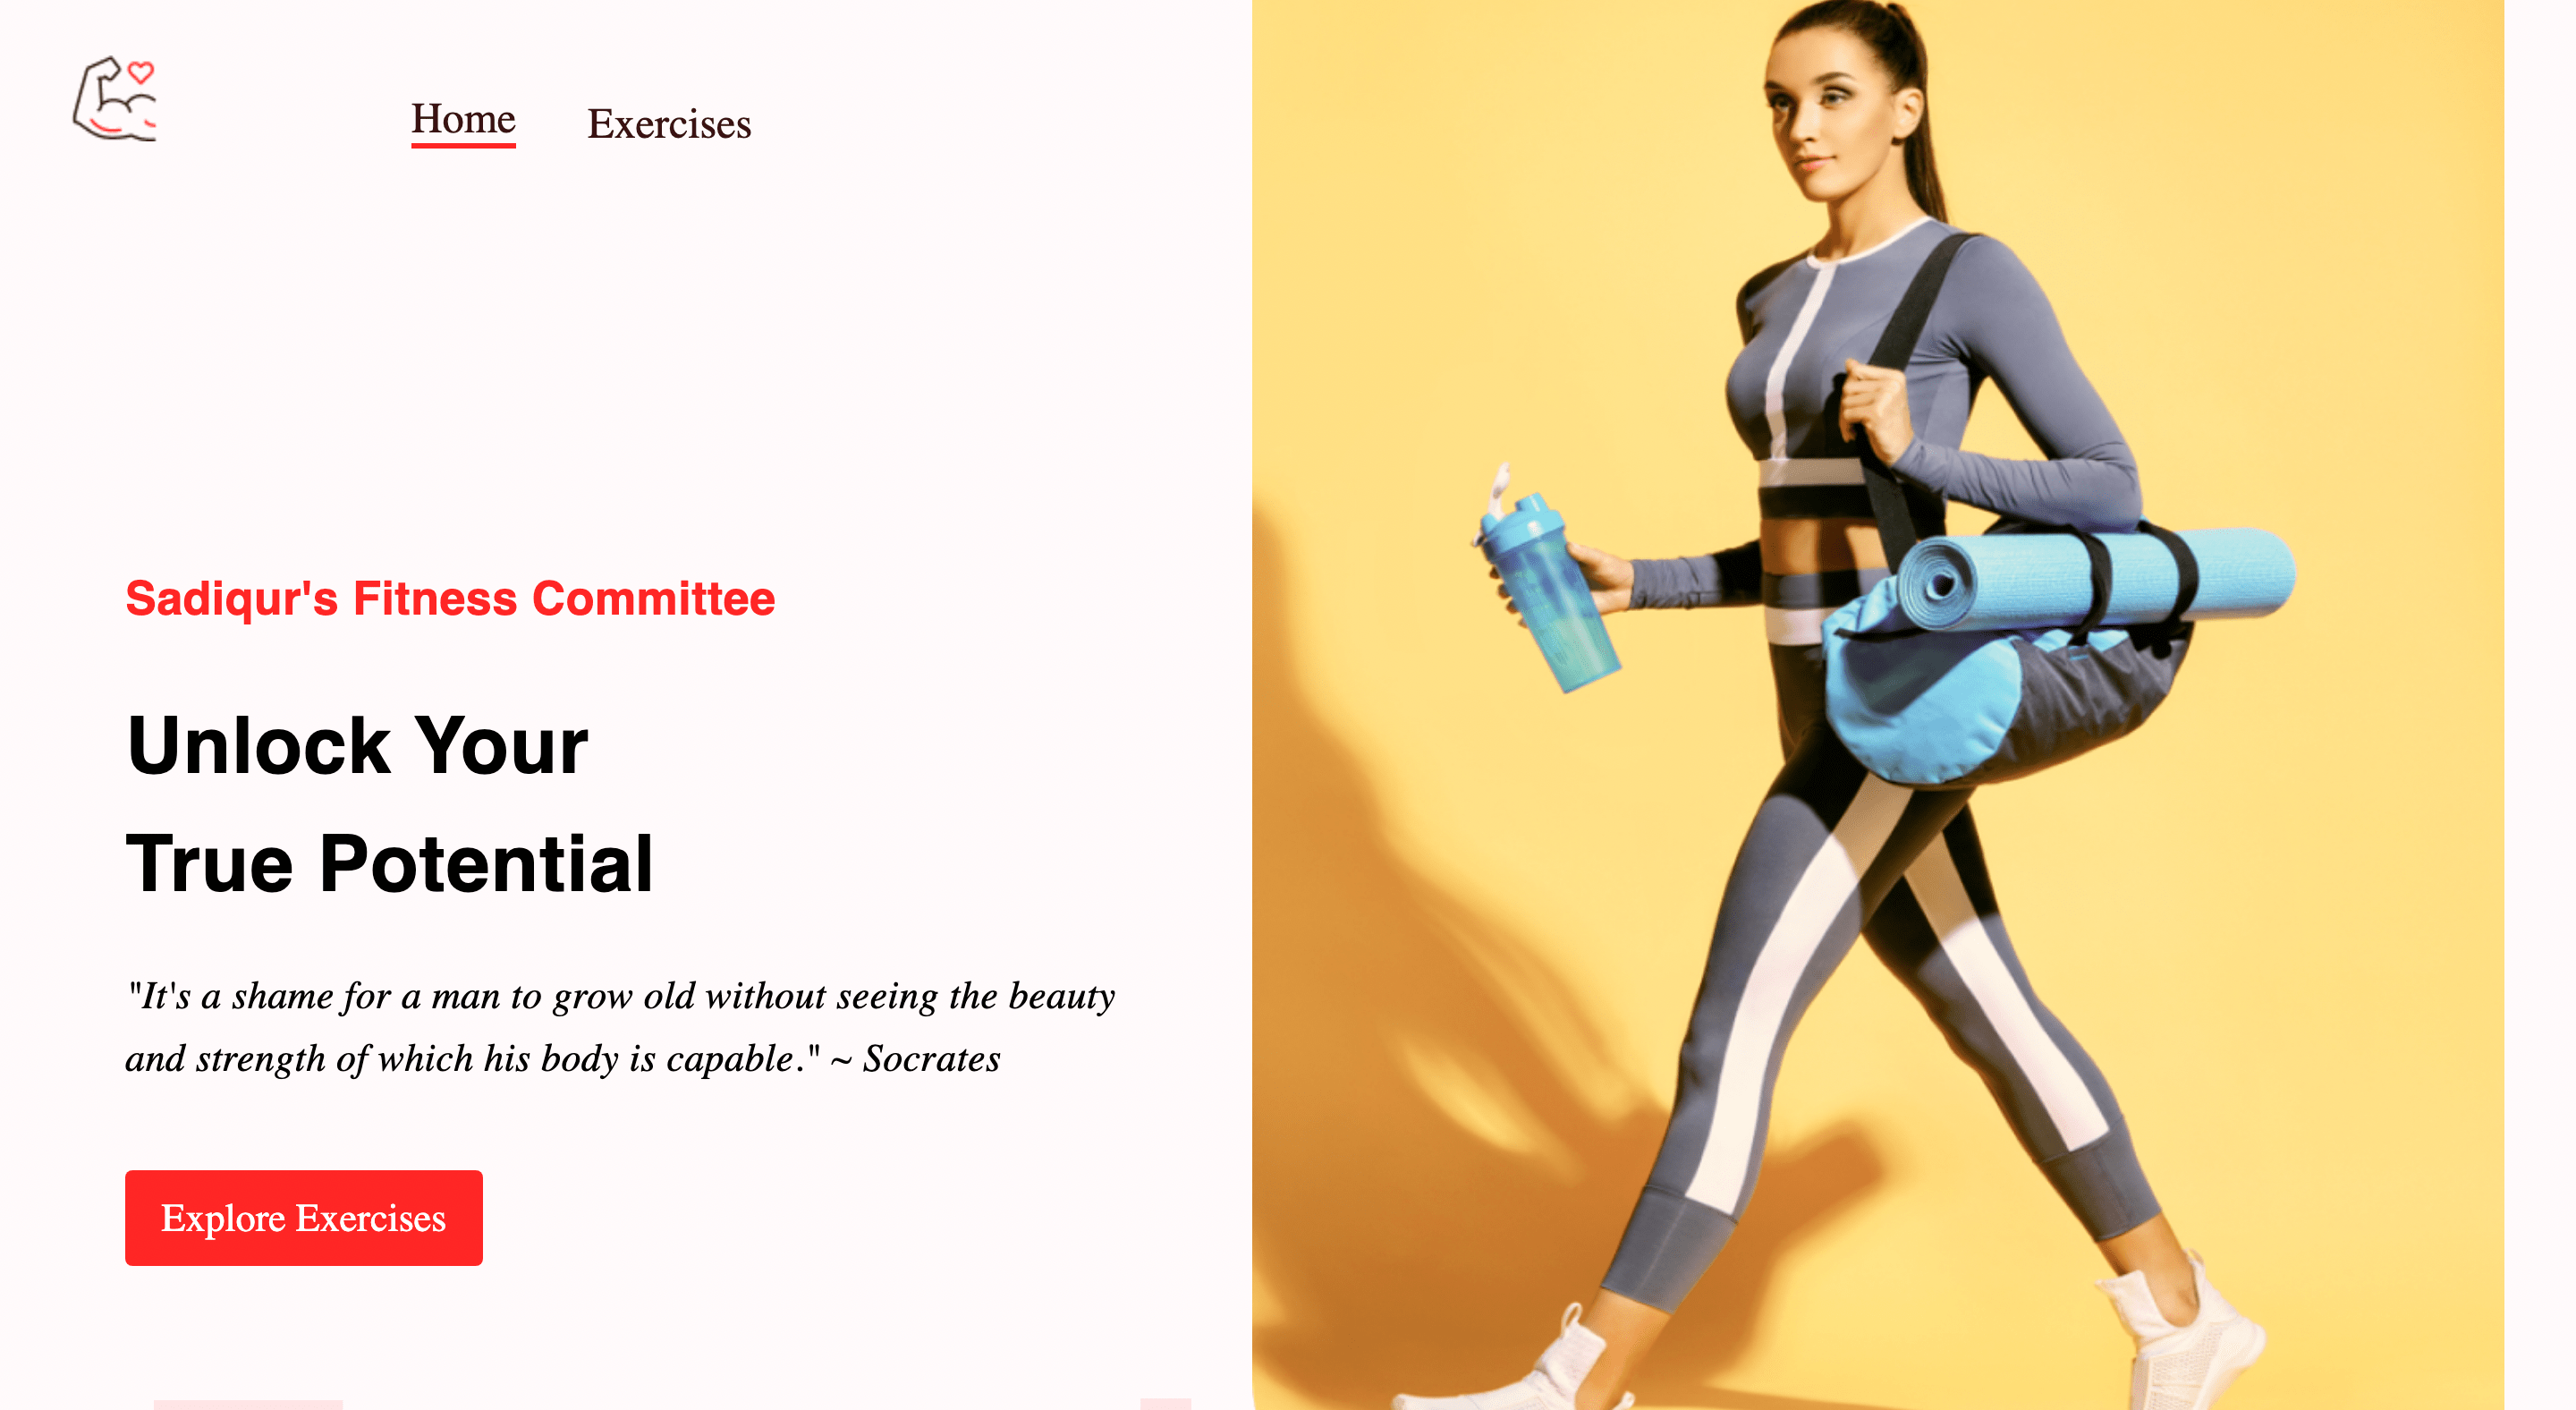 Home
Exercises
Sadiqur's Fitness Committee
Unlock Your
True Potential
"It's a shame for a man to grow old without seeing the beauty
and strength of which his body is capable." ~ Socrates
Explore Exercises